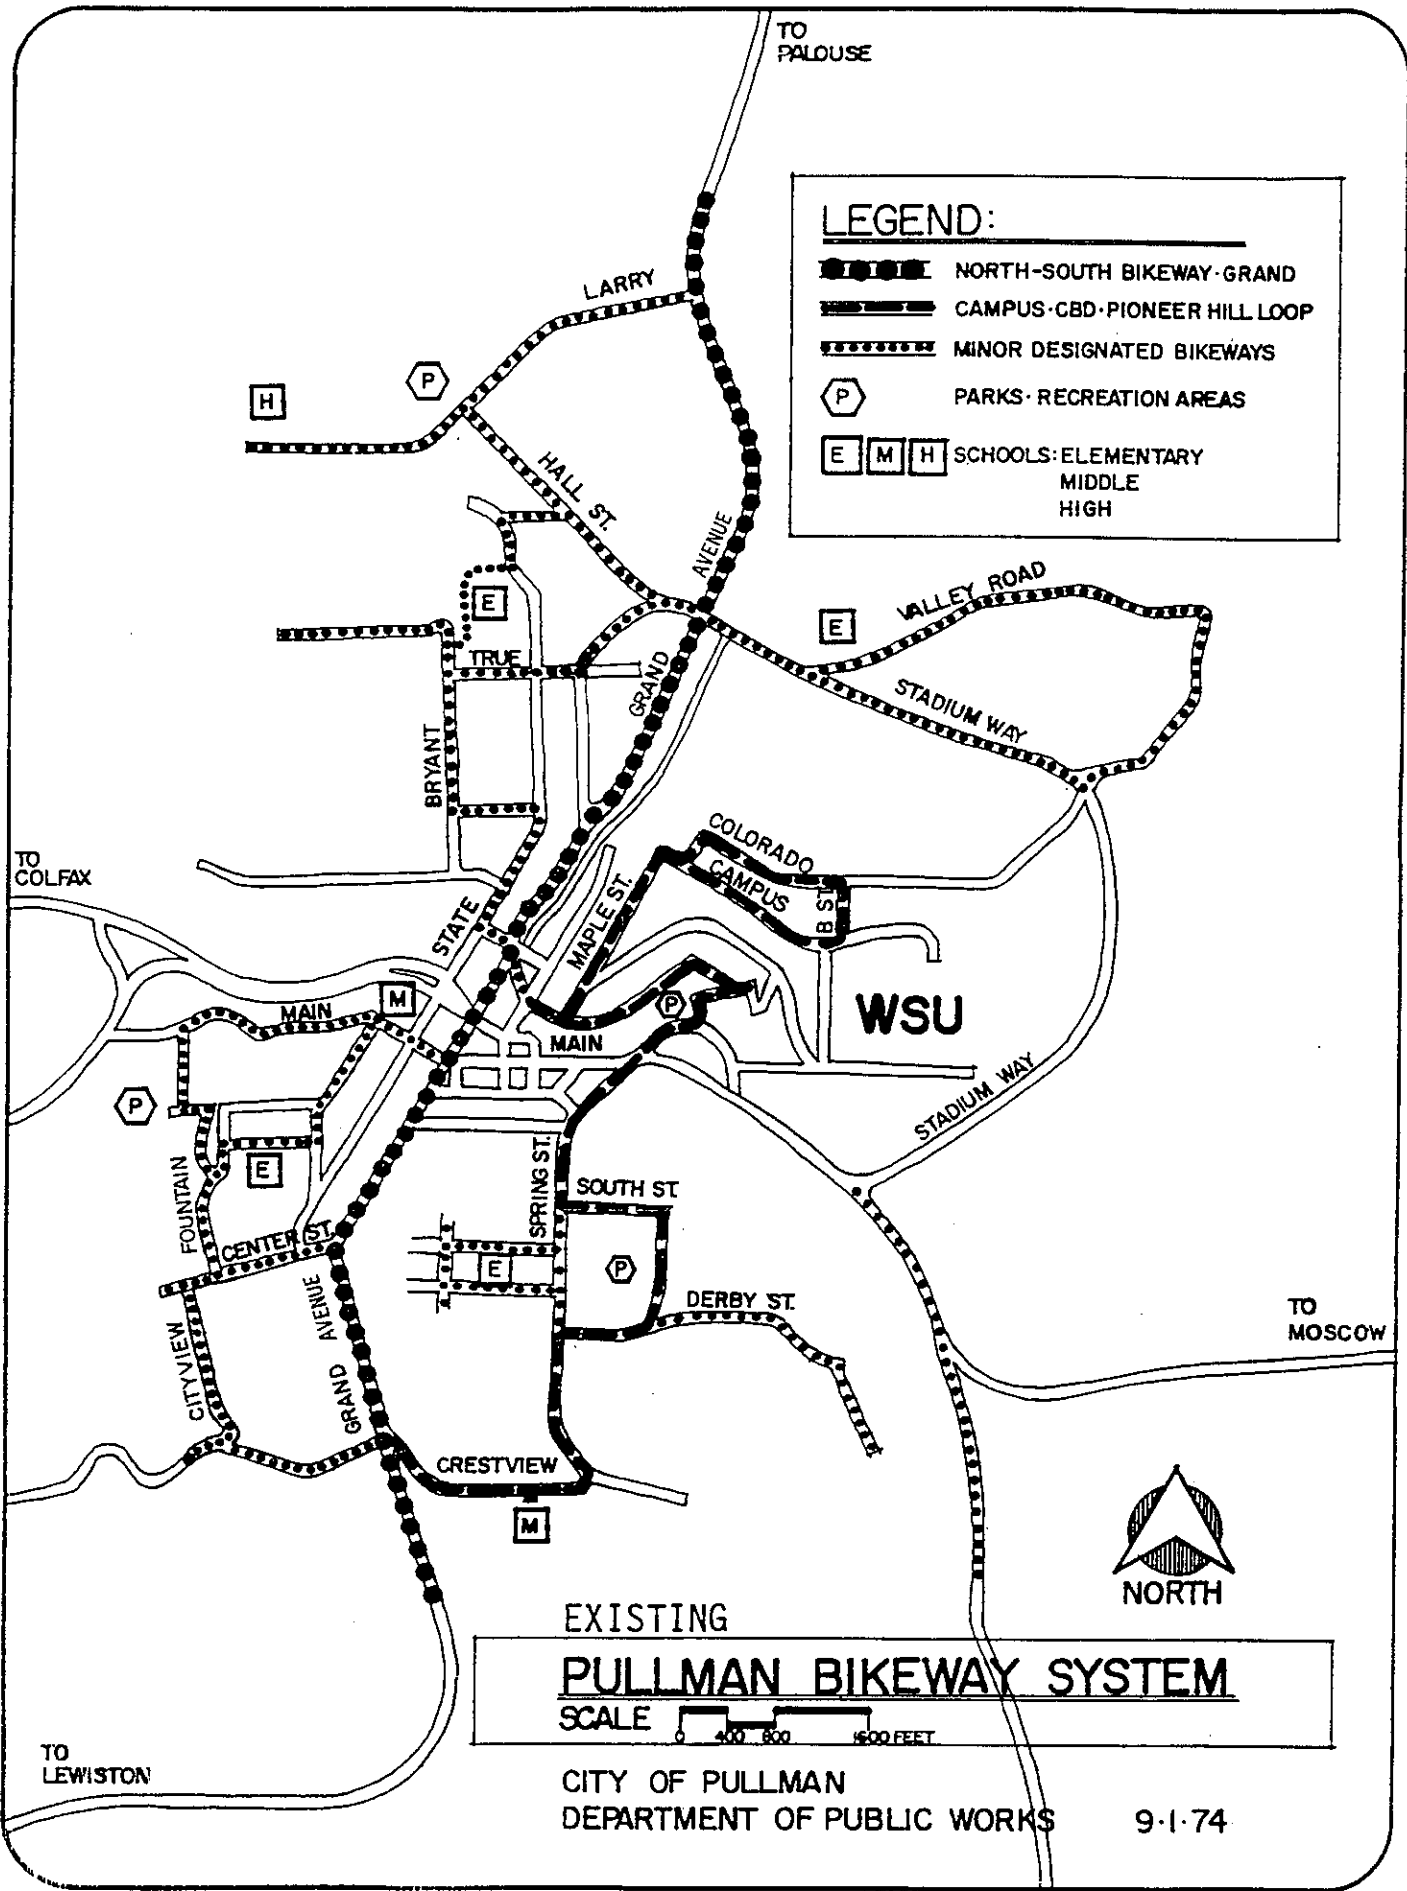 TO
PALOUSE
LEGEND:
NORTH-SOUTH BIKEWAY·GRAND
CAMPUS·CBD·PIONEER HILL LOOP
MINOR DESIGNATED BIKEWAYS
P
PARKS·RECREATION AREAS
E M H SCHOOLS: ELEMENTARY
MIDDLE
HIGH
LARRY
P
H
HALL ST.
AVENUE
E
E
VALLEY ROAD
TRUE
GRAND
STADIUM WAY
BRYANT
TO
COLFAX
COLORADO
CAMPUS
B ST.
MAPLE ST.
STATE
M
MAIN
P
WSU
MAIN
P
STADIUM WAY
E
FOUNTAIN
SPRING ST.
SOUTH ST.
CENTER ST.
E
P
AVENUE
DERBY ST.
TO
MOSCOW
CITYVIEW
GRAND
CRESTVIEW
M
NORTH
EXISTING
PULLMAN BIKEWAY SYSTEM
SCALE
0 400 800 1600 FEET
TO
LEWISTON
CITY OF PULLMAN
DEPARTMENT OF PUBLIC WORKS 9·1·74